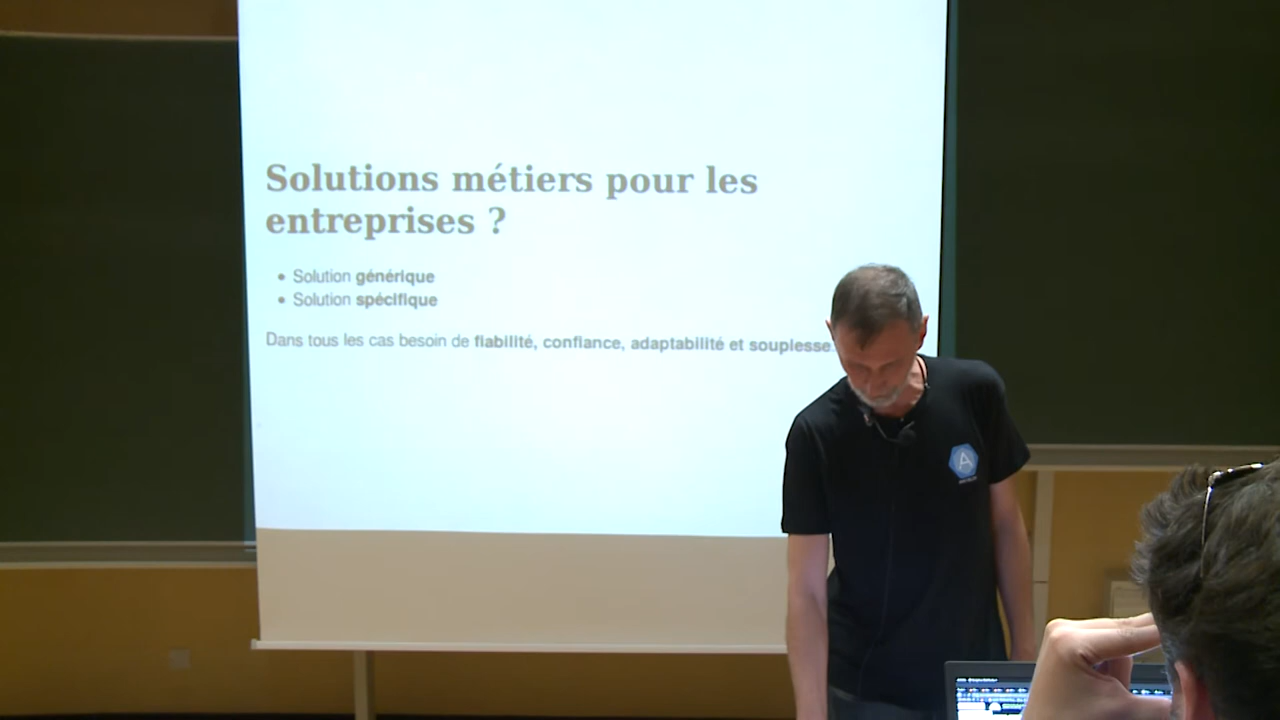 Solutions métiers pour les
entreprises ?
• Solution générique
• Solution spécifique
Dans tous les cas besoin de fiabilité, confiance, adaptabilité et souplesse
A